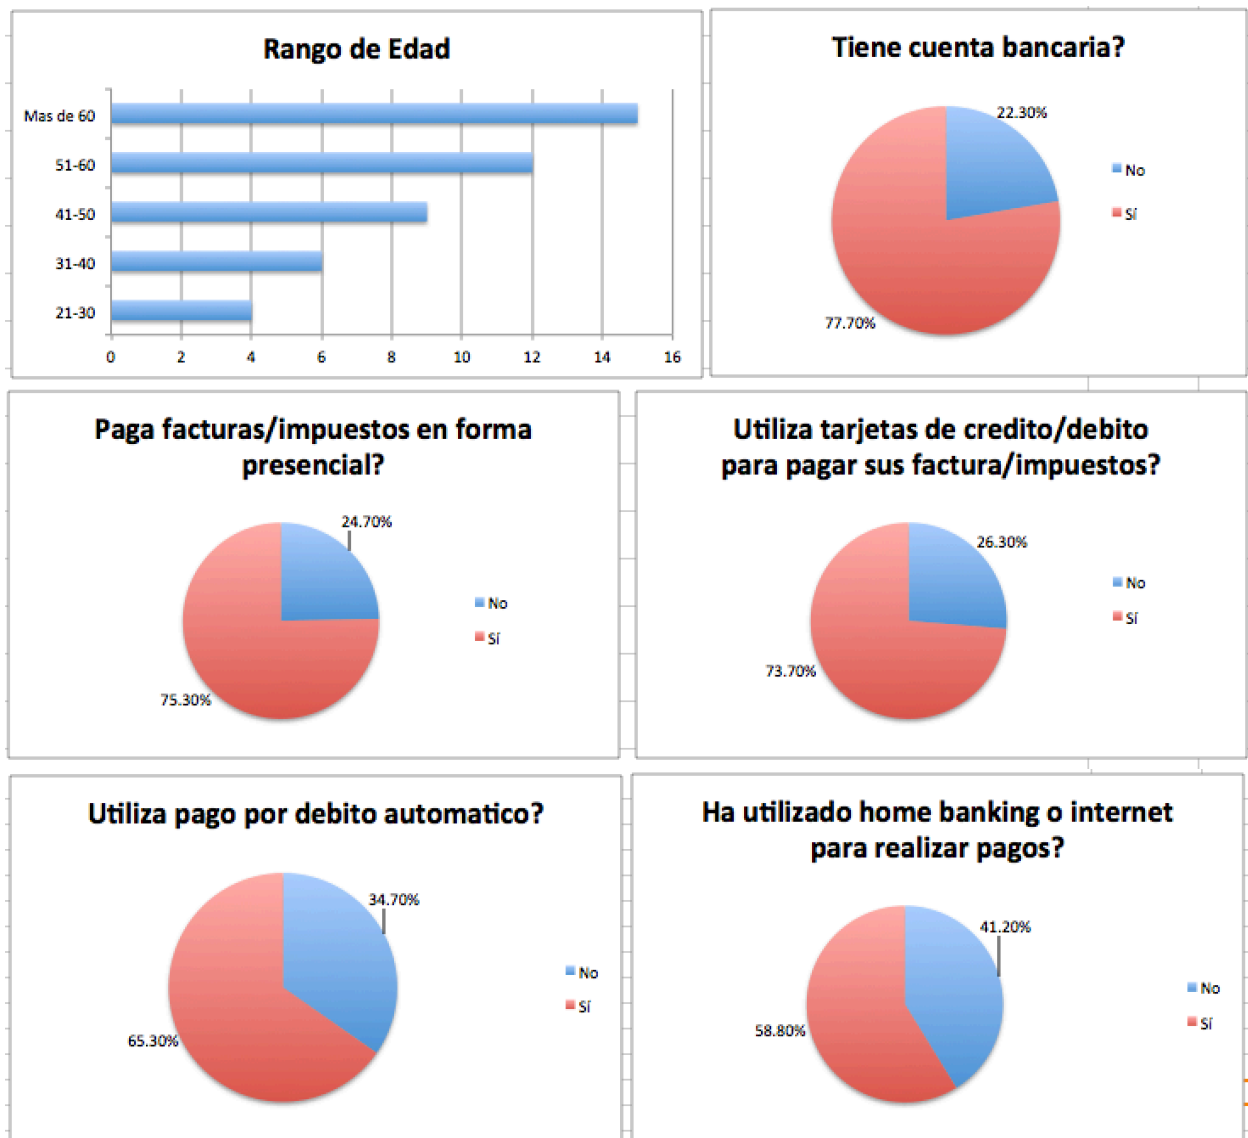 Rango de Edad
Mas de 60
51-60
41-50
31-40
21-30
0 2 4 6 8 10 12 14 16
Tiene cuenta bancaria?
22.30%
77.70%
No
Sí
Paga facturas/impuestos en forma
presencial?
24.70%
75.30%
No
Sí
Utiliza tarjetas de credito/debito
para pagar sus factura/impuestos?
26.30%
73.70%
No
Sí
Utiliza pago por debito automatico?
34.70%
65.30%
No
Sí
Ha utilizado home banking o internet
para realizar pagos?
41.20%
58.80%
No
Sí